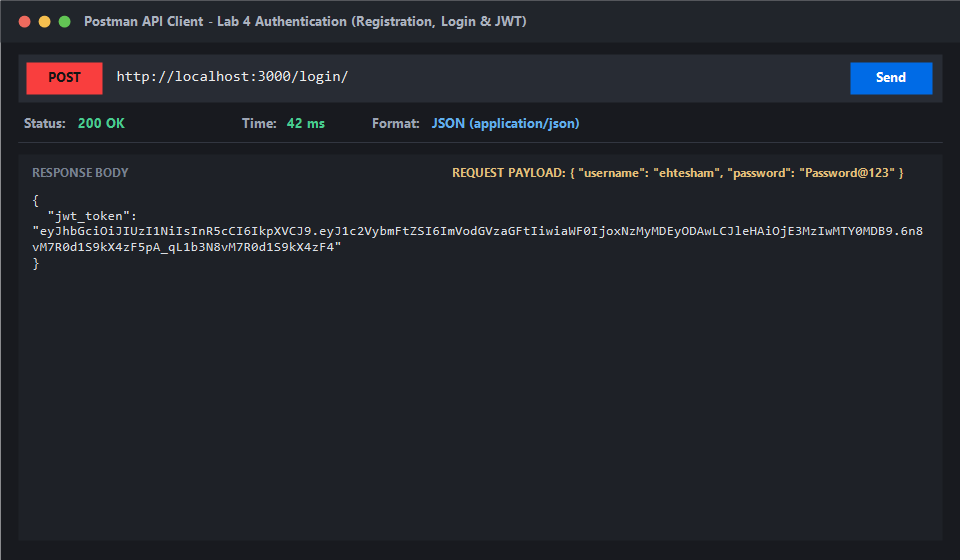 Postman API Client - Lab 4 Authentication (Registration, Login & JWT)
POST http://localhost:3000/login/ Send
Status: 200 OK Time: 42 ms Format: JSON (application/json)
RESPONSE BODY REQUEST PAYLOAD: { "username": "ehtesham", "password": "Password@123" }
{
"jwt_token":
"eyJhbGciOiJIUzI1NiIsInR5cCI6IkpXVCJ9.eyJ1c2VybmFtZSI6ImVodGVzaGFtIiwiaWF0IjoxNzMyMDEyODAwLCJleHAiOjE3MzIwMTY0MDB9.6n8
vM7R0d1S9kX4zF5pA_qL1b3N8vM7R0d1S9kX4zF4"
}